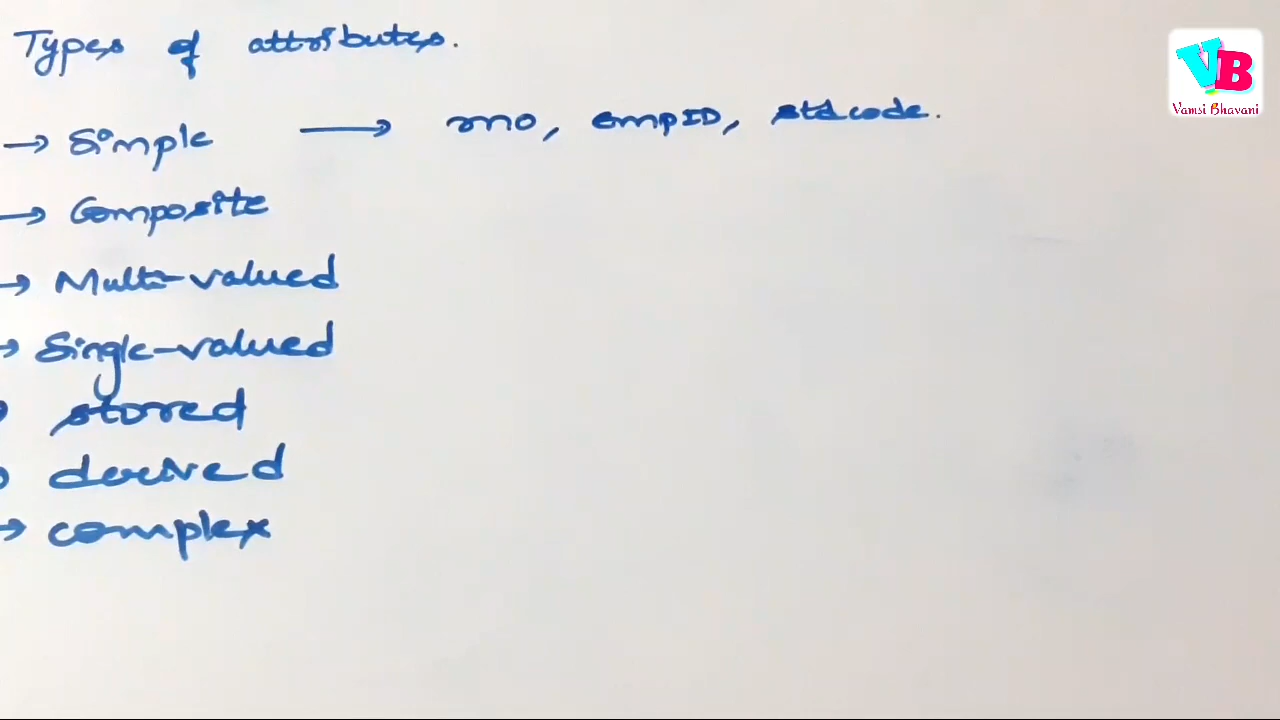 Types of attributes.
→ Simple → rno, empID, stdcode.
→ Composite
→ Multi-valued
→ Single-valued
stored
derived
→ complex
VB
Vamsi Bhavani